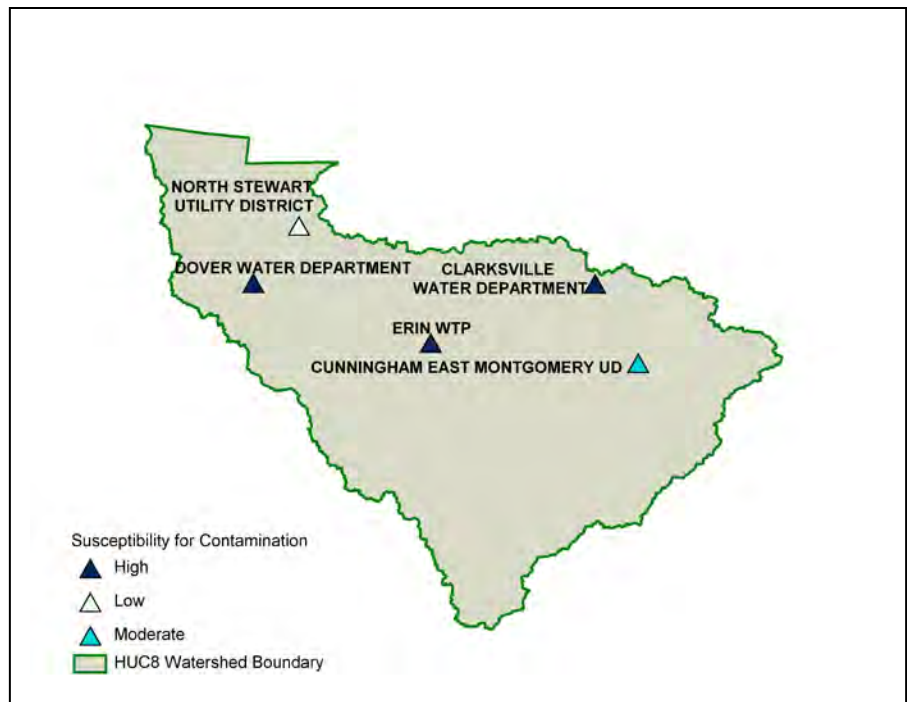 NORTH STEWART
UTILITY DISTRICT
DOVER WATER DEPARTMENT
CLARKSVILLE
WATER DEPARTMENT
ERIN WTP
CUNNINGHAM EAST MONTGOMERY UD
Susceptibility for Contamination
High
Low
Moderate
HUC8 Watershed Boundary